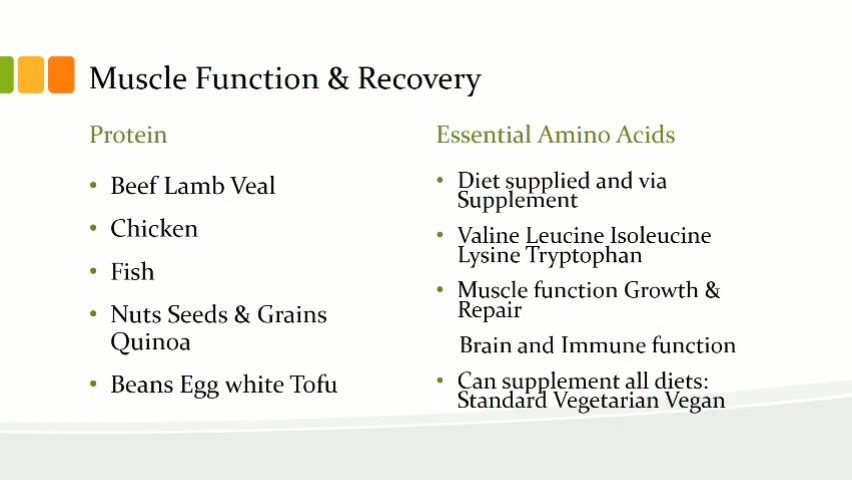 Muscle Function & Recovery
Protein
• Beef Lamb Veal
• Chicken
• Fish
• Nuts Seeds & Grains
Quinoa
• Beans Egg white Tofu
Essential Amino Acids
• Diet supplied and via
Supplement
• Valine Leucine Isoleucine
Lysine Tryptophan
• Muscle function Growth &
Repair
Brain and Immune function
• Can supplement all diets:
Standard Vegetarian Vegan